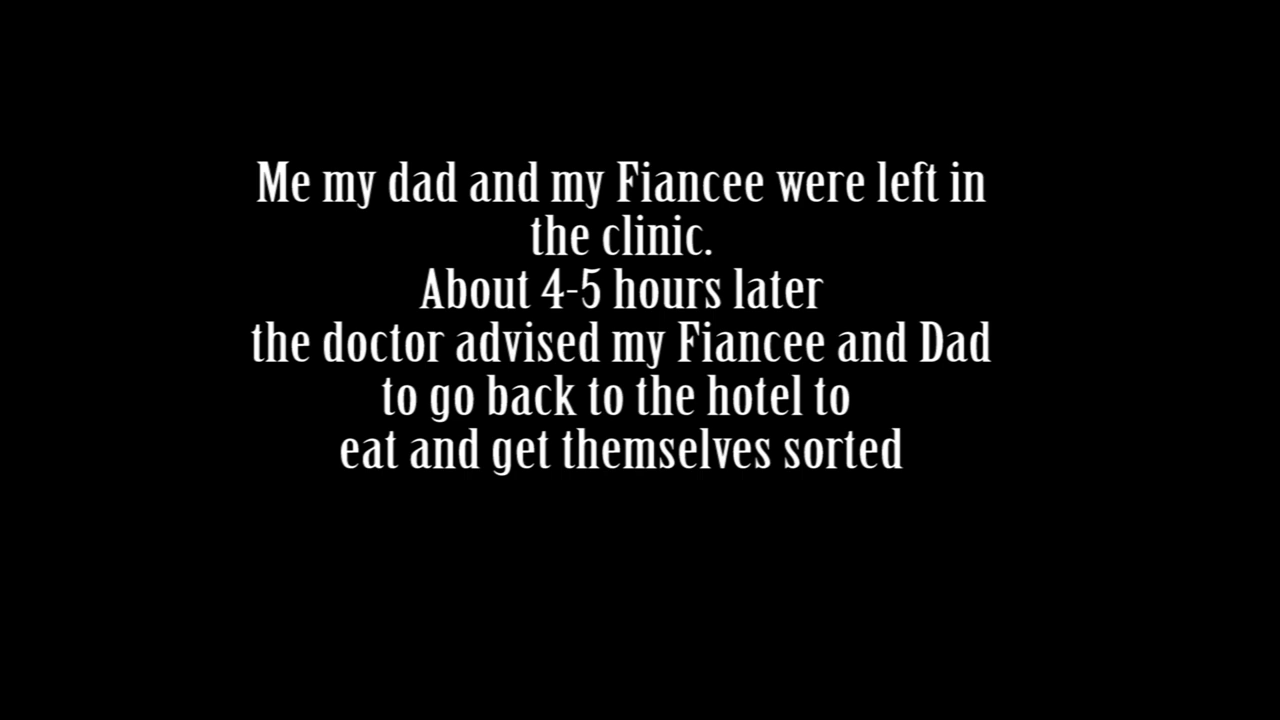 Me my dad and my Fiancee were left in
the clinic.
About 4-5 hours later
the doctor advised my Fiancee and Dad
to go back to the hotel to
eat and get themselves sorted